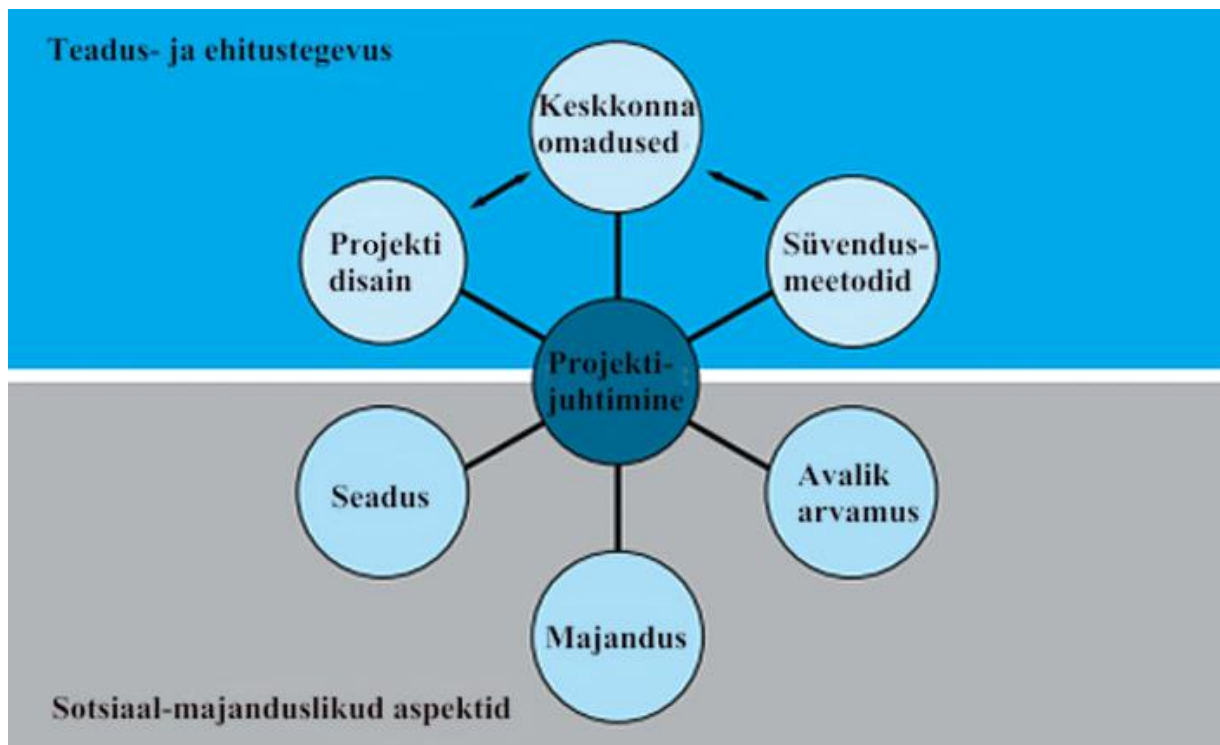 Teadus- ja ehitustegevus
Keskkonna
omadused
Projekti
disain
Süvendus-
meetodid
Projekti-
juhtimine
Seadus
Avalik
arvamus
Majandus
Sotsiaal-majanduslikud aspektid